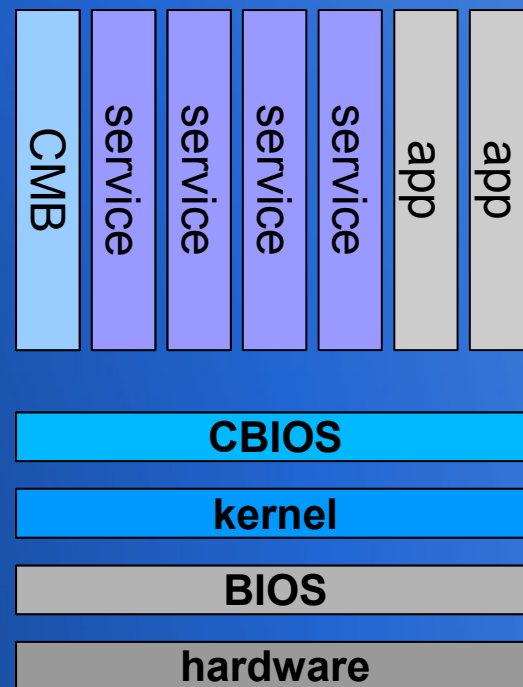 CMB
service
service
service
service
app
app
CBIOS
kernel
BIOS
hardware